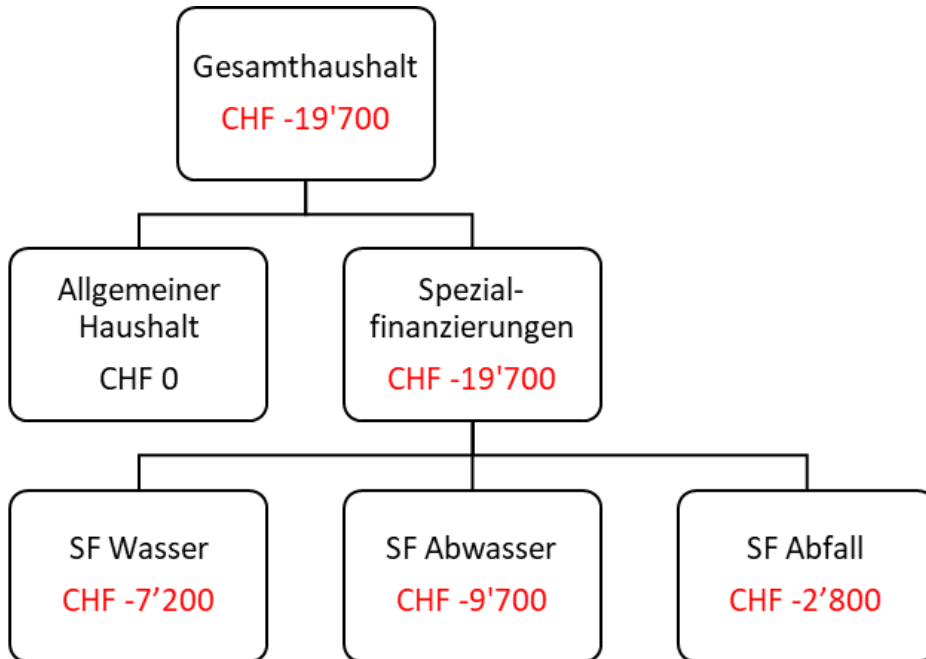 Gesamthaushalt
CHF -19'700
Allgemeiner
Haushalt
CHF 0
Spezial-
finanzierungen
CHF -19'700
SF Wasser
CHF -7’200
SF Abwasser
CHF -9'700
SF Abfall
CHF -2’800